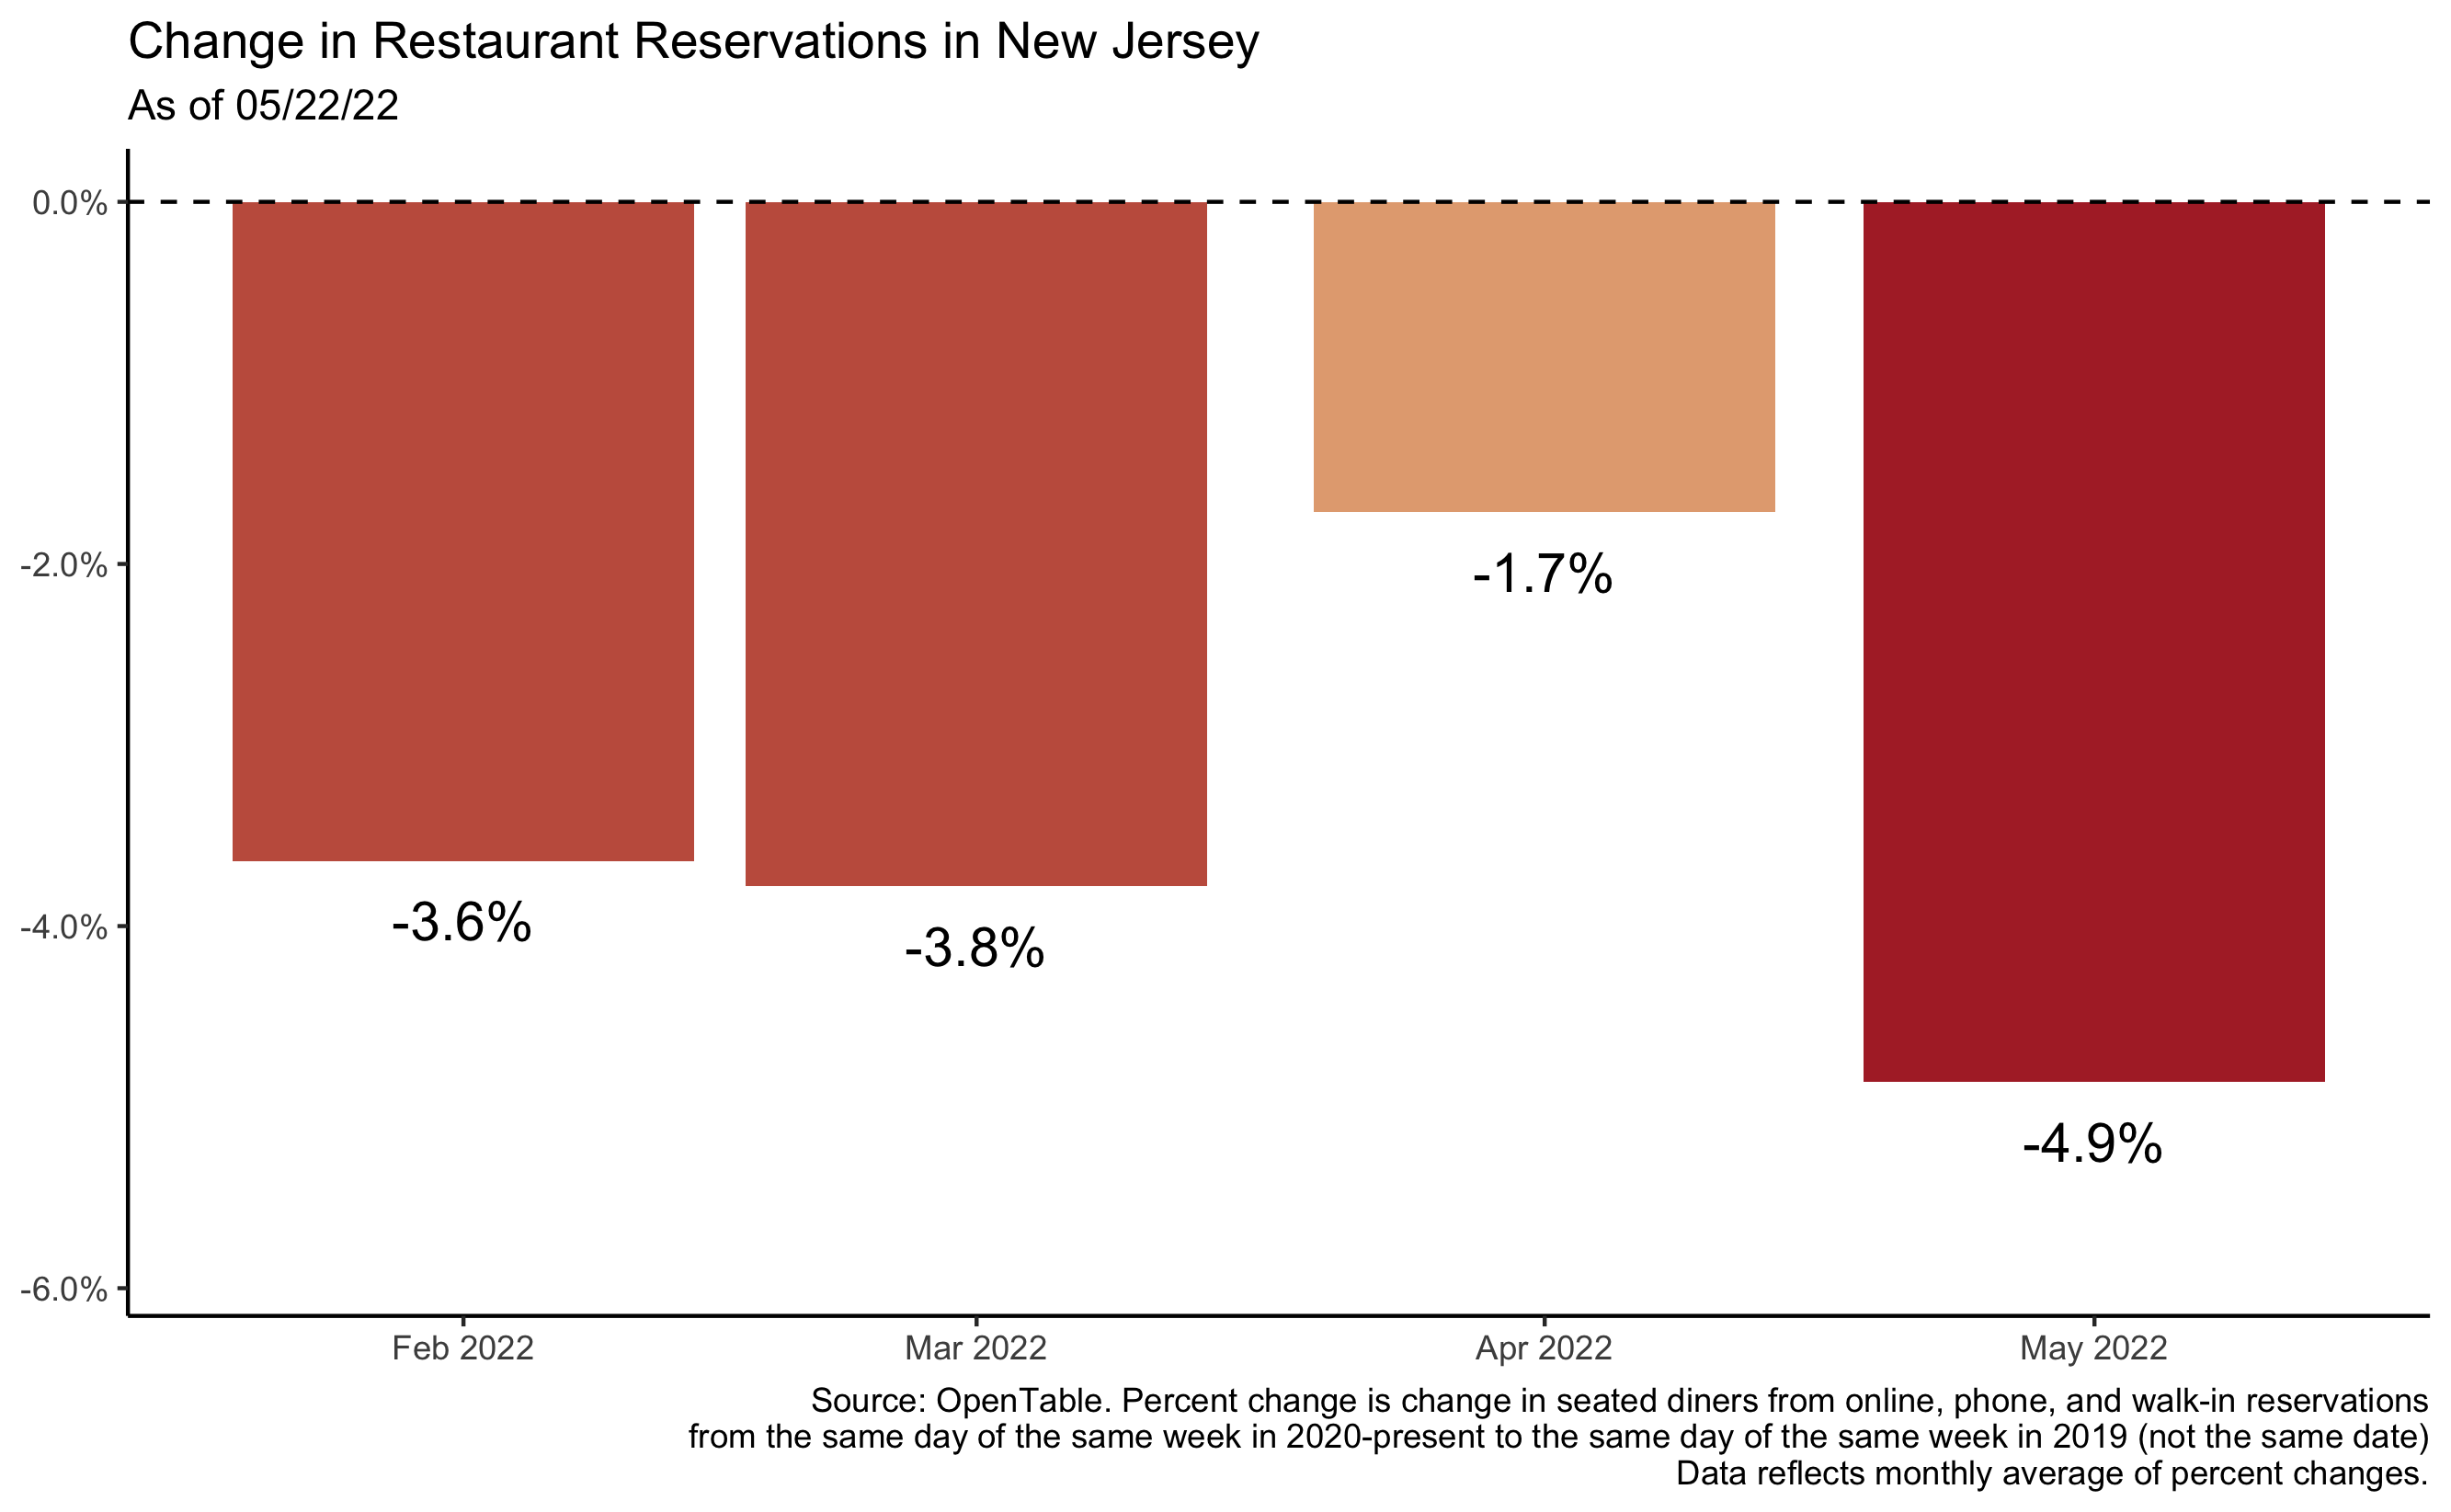 Change in Restaurant Reservations in New Jersey
As of 05/22/22
0.0%
-2.0%
-4.0%
-6.0%
-3.6%
-3.8%
-1.7%
-4.9%
Feb 2022
Mar 2022
Apr 2022
May 2022
Source: OpenTable. Percent change is change in seated diners from online, phone, and walk-in reservations
from the same day of the same week in 2020-present to the same day of the same week in 2019 (not the same date)
Data reflects monthly average of percent changes.